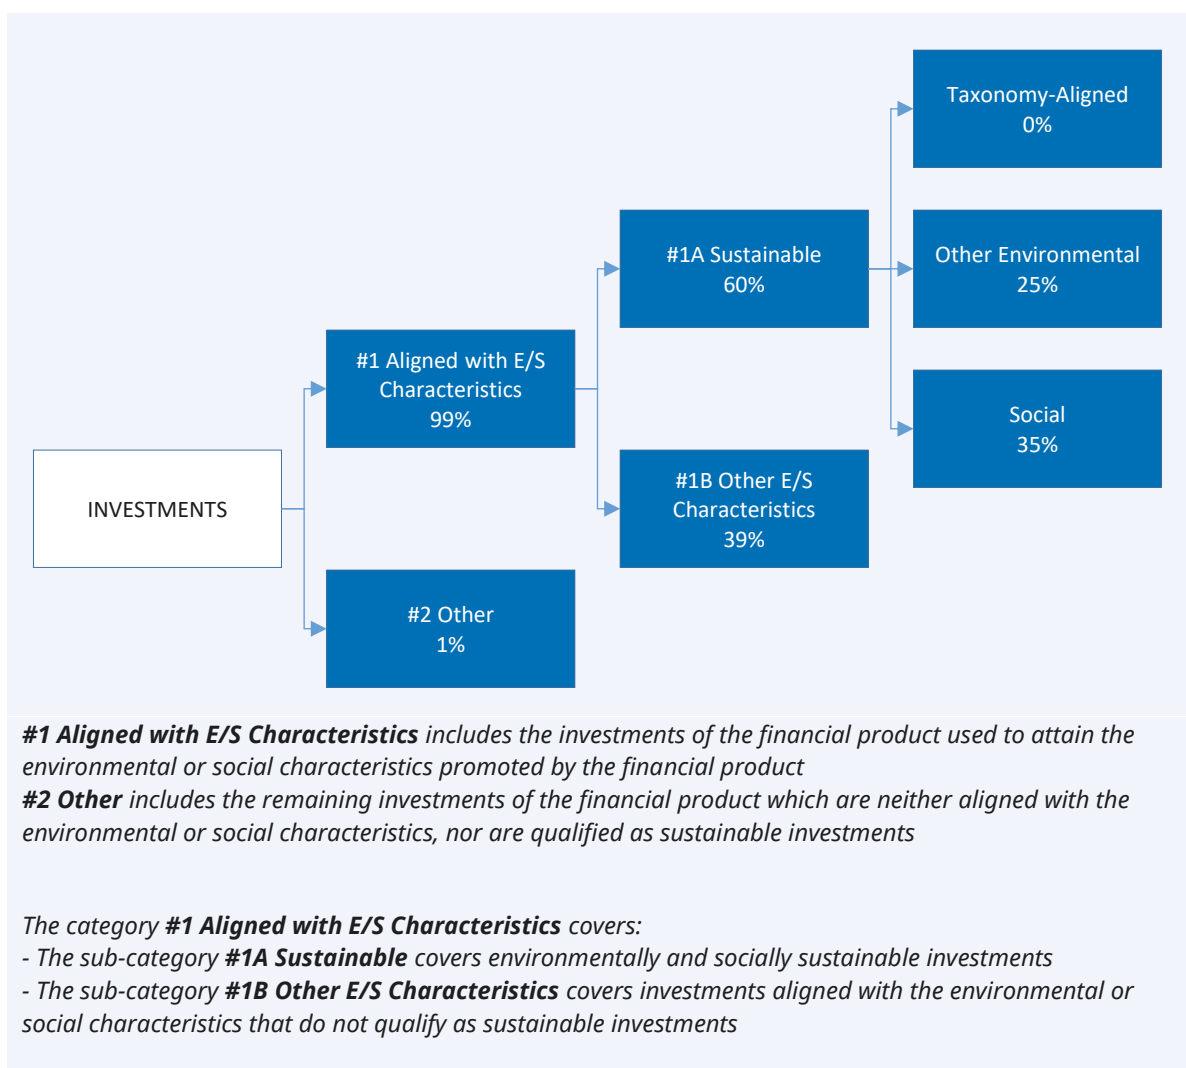 Taxonomy-Aligned
0%
#1A Sustainable
60%
Other Environmental
25%
#1 Aligned with E/S
Characteristics
99%
Social
35%
INVESTMENTS
#1B Other E/S
Characteristics
39%
#2 Other
1%
#1 Aligned with E/S Characteristics includes the investments of the financial product used to attain the
environmental or social characteristics promoted by the financial product
#2 Other includes the remaining investments of the financial product which are neither aligned with the
environmental or social characteristics, nor are qualified as sustainable investments
The category #1 Aligned with E/S Characteristics covers:
- The sub-category #1A Sustainable covers environmentally and socially sustainable investments
- The sub-category #1B Other E/S Characteristics covers investments aligned with the environmental or
social characteristics that do not qualify as sustainable investments